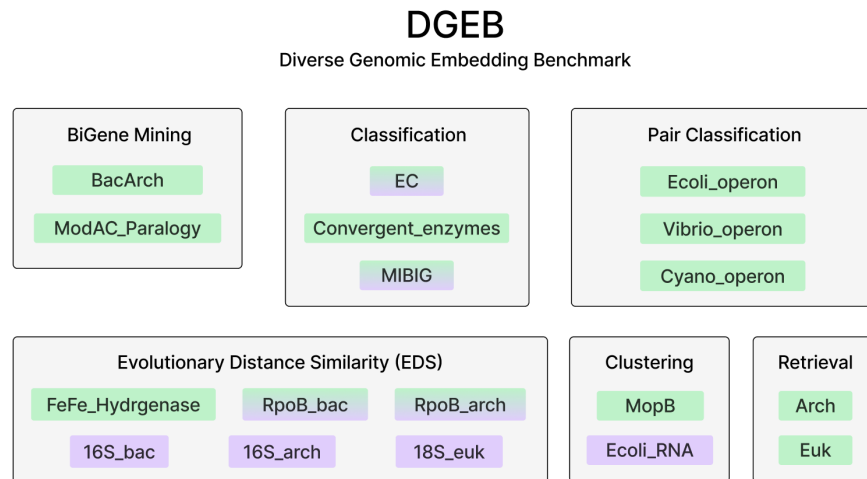 DGEB
Diverse Genomic Embedding Benchmark
BiGene Mining
BacArch
ModAC_Paralogy
Classification
EC
Convergent_enzymes
MIBIG
Pair Classification
Ecoli_operon
Vibrio_operon
Cyano_operon
Evolutionary Distance Similarity (EDS)
FeFe_Hydrgenase
RpoB_bac
RpoB_arch
16S_bac
16S_arch
18S_euk
Clustering
MopB
Ecoli_RNA
Retrieval
Arch
Euk